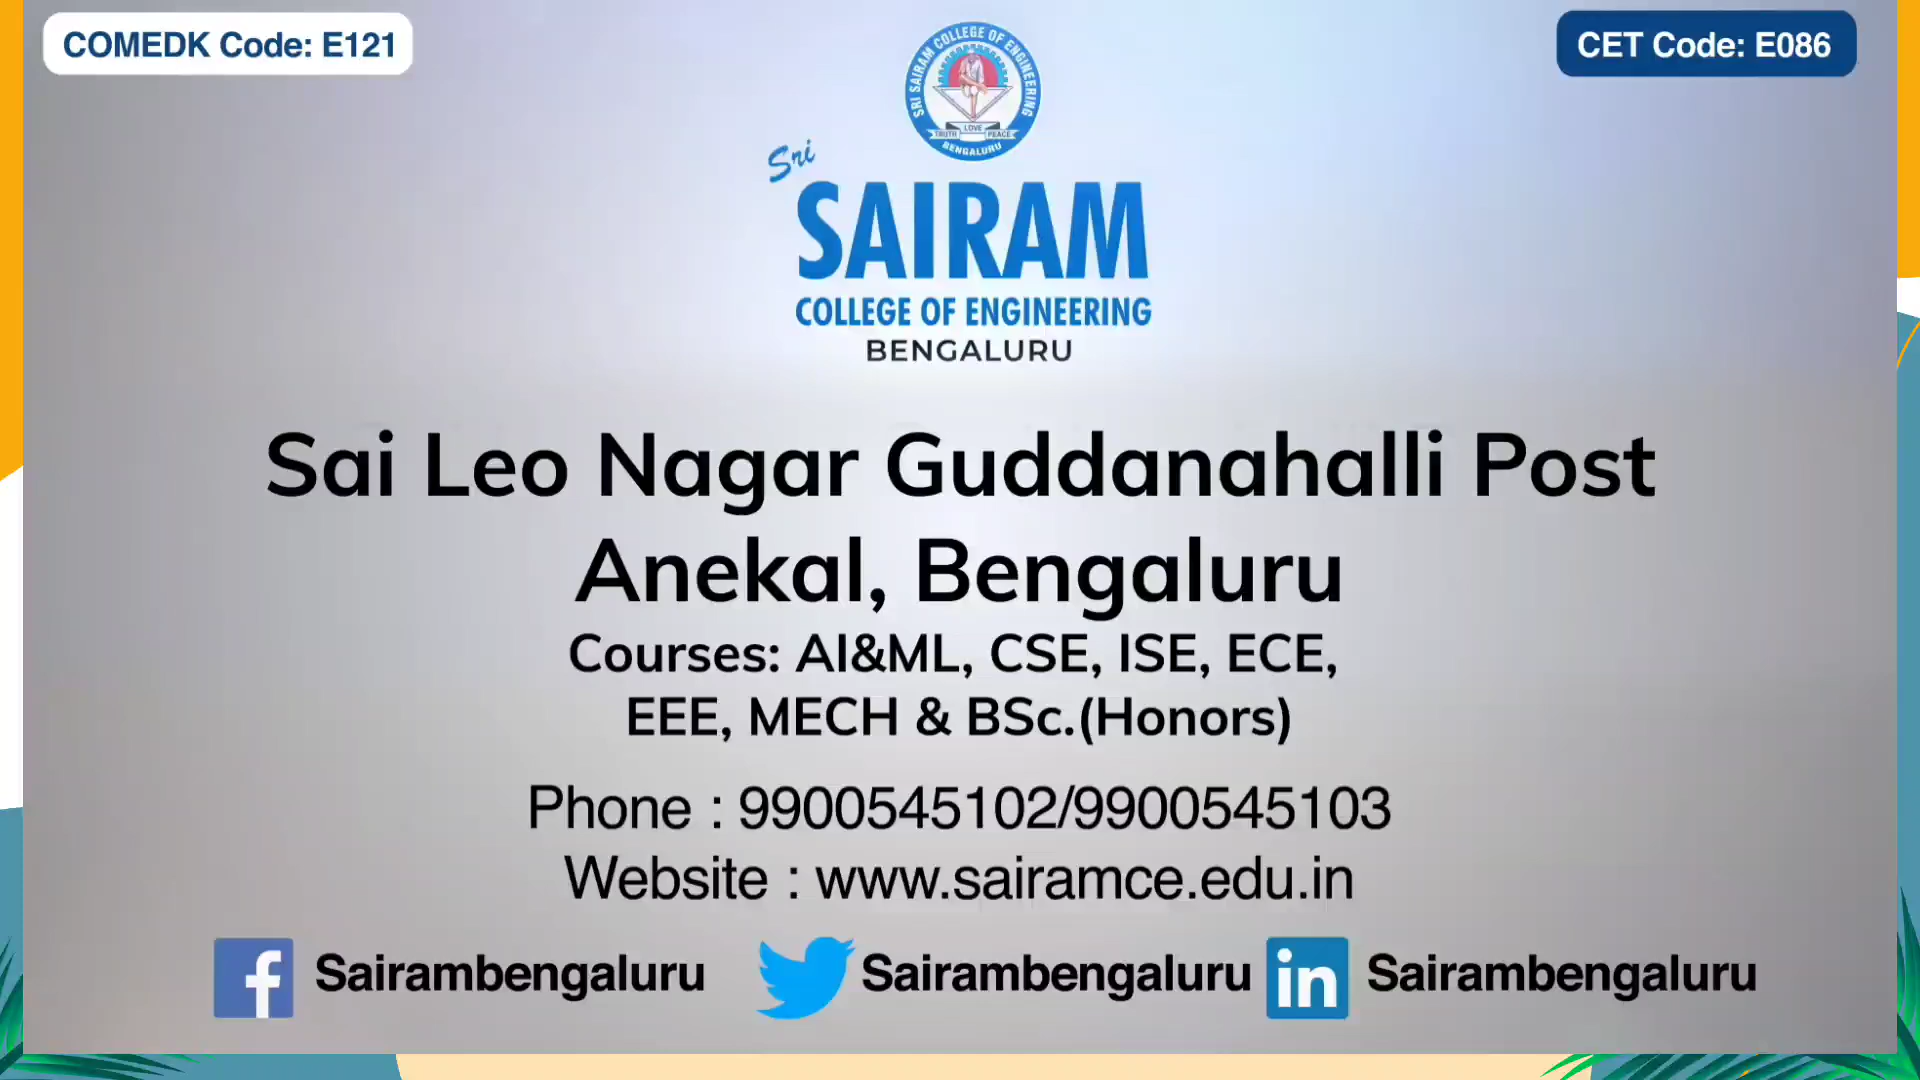 COMEDK Code: E121
CET Code: E086
SRI SAIRAM COLLEGE OF ENGINEERING
TRUTH LOVE PEACE
BENGALURU
Sri
SAIRAM
COLLEGE OF ENGINEERING
BENGALURU
Sai Leo Nagar Guddanahalli Post
Anekal, Bengaluru
Courses: AI&ML, CSE, ISE, ECE,
EEE, MECH & BSc.(Honors)
Phone : 9900545102/9900545103
Website : www.sairamce.edu.in
f Sairambengaluru
Sairambengaluru
in Sairambengaluru